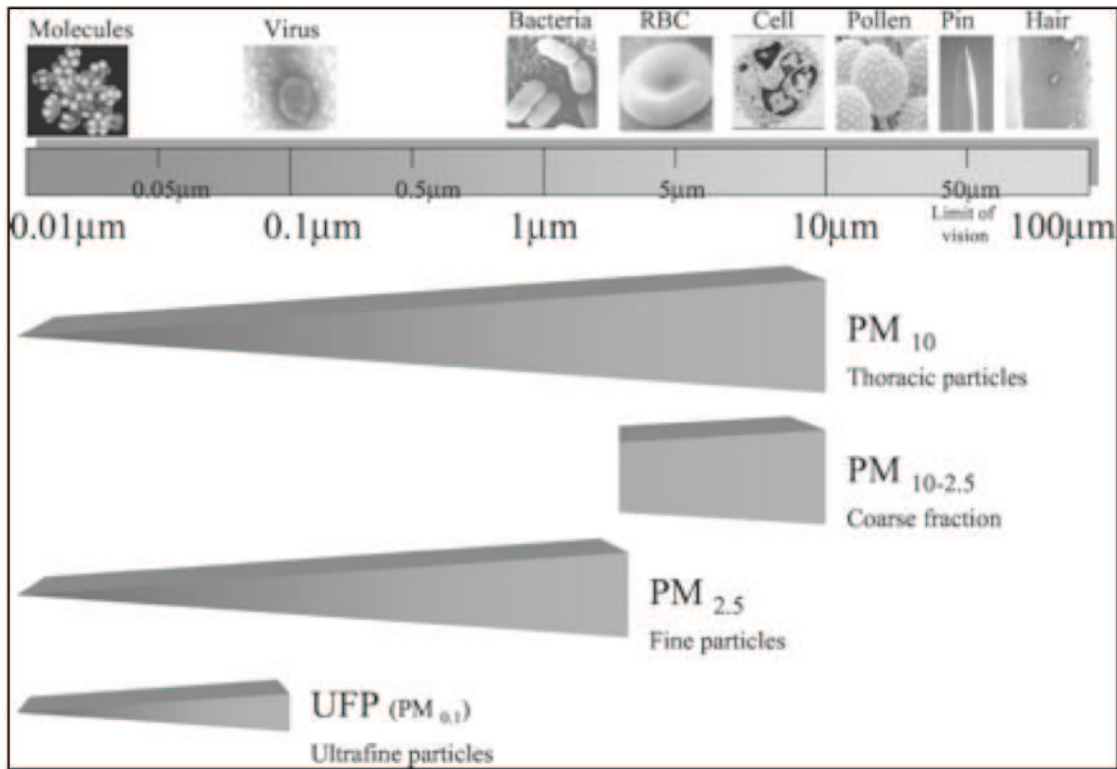 Molecules Virus Bacteria RBC Cell Pollen Pin Hair
0.05µm 0.5µm 5µm 50µm
0.01µm 0.1µm 1µm 10µm Limit of vision 100µm
PM 10
Thoracic particles
PM 10-2.5
Coarse fraction
PM 2.5
Fine particles
UFP (PM 0.1)
Ultrafine particles